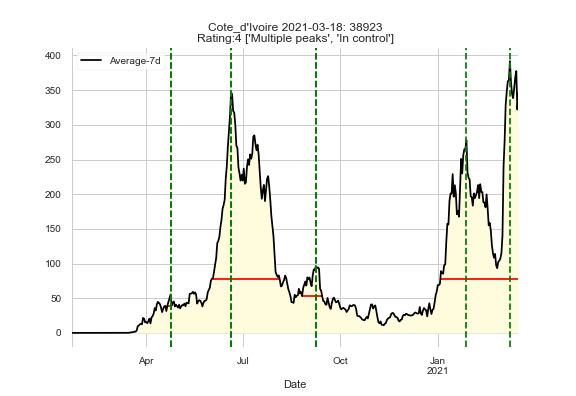 Cote_d'Ivoire 2021-03-18: 38923
Rating:4 ['Multiple peaks', 'In control']
Average-7d
400
350
300
250
200
150
100
50
0
Apr
Jul
Oct
Jan
2021
Date